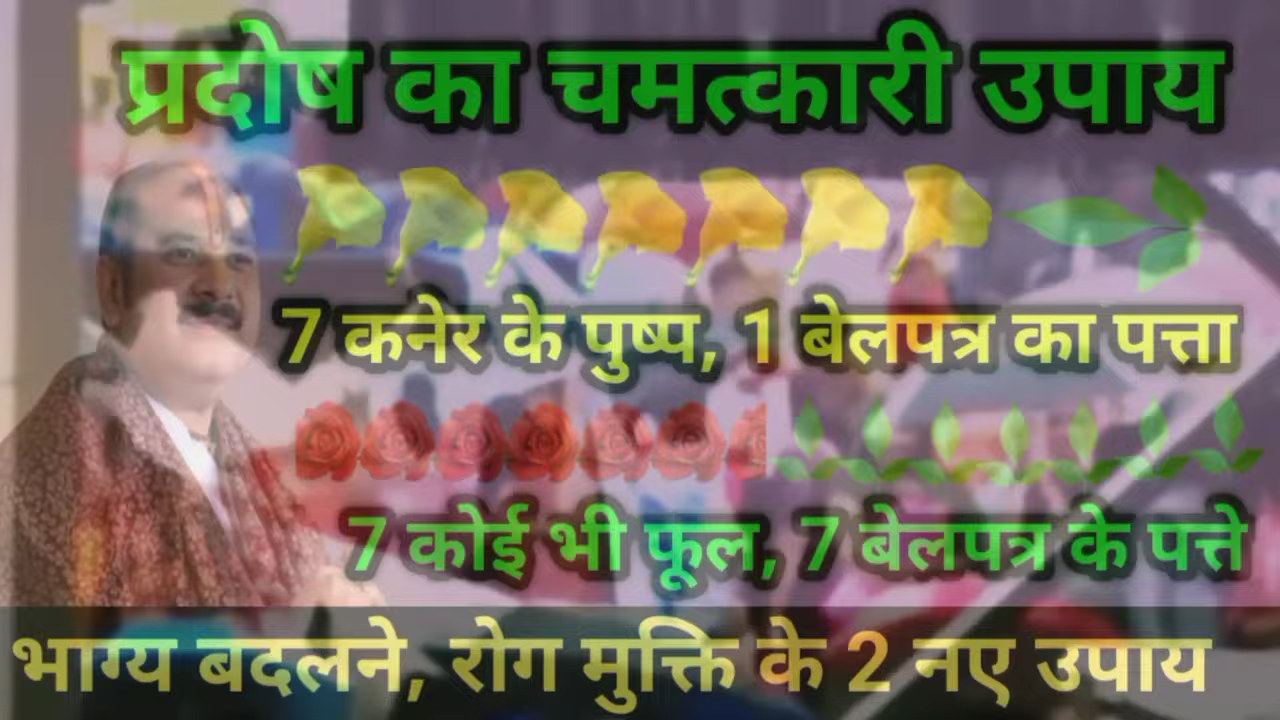 प्रदोष का चमत्कारी उपाय
7 कनेर के पुष्प, 1 बेलपत्र का पत्ता
7 कोई भी फूल, 7 बेलपत्र के पत्ते
भाग्य बदलने, रोग मुक्ति के 2 नए उपाय